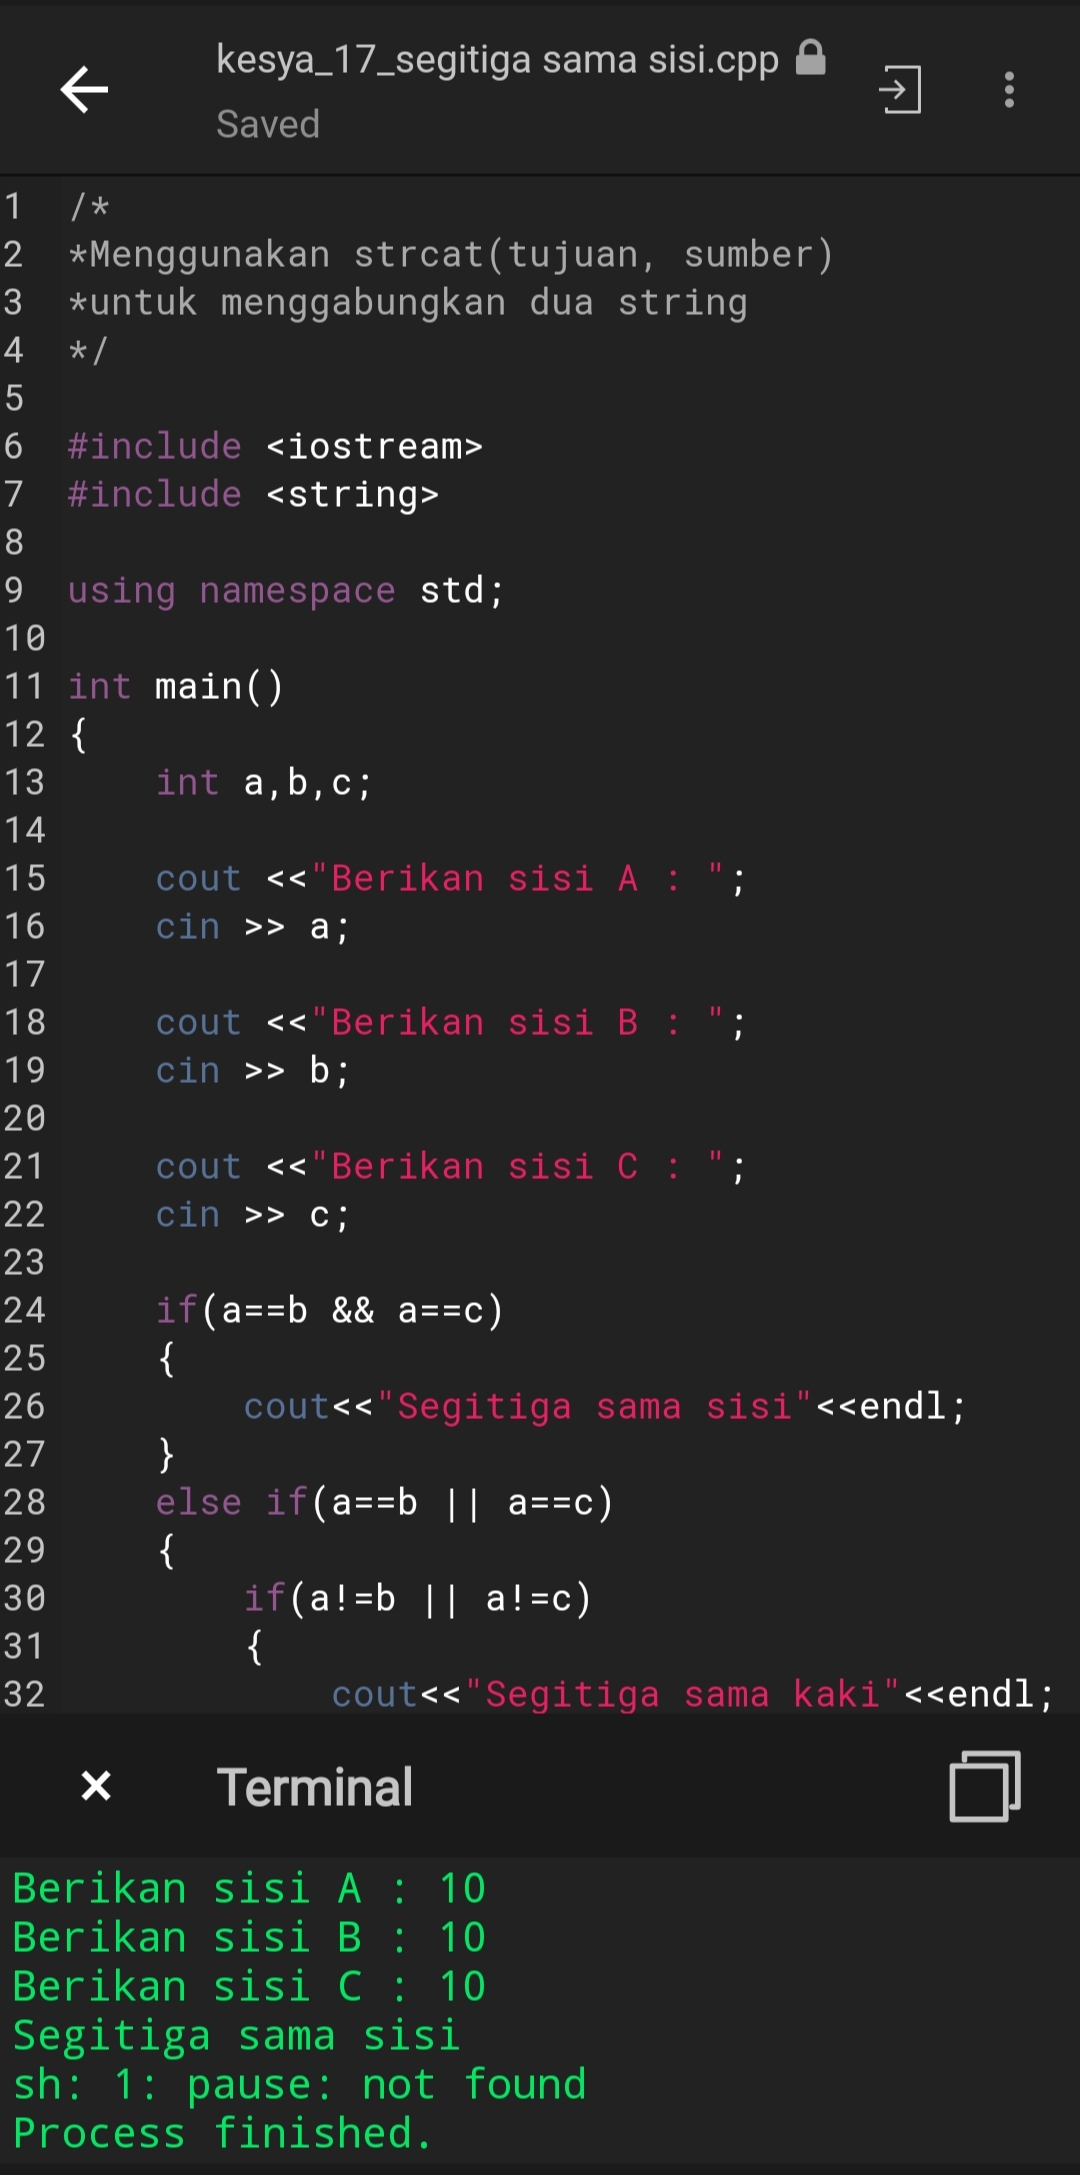 kesya_17_segitiga sama sisi.cpp
Saved
1 /*
2 *Menggunakan strcat(tujuan, sumber)
3 *untuk menggabungkan dua string
4 */
5
6 #include <iostream>
7 #include <string>
8
9 using namespace std;
10
11 int main()
12 {
13     int a,b,c;
14
15     cout <<"Berikan sisi A : ";
16     cin >> a;
17
18     cout <<"Berikan sisi B : ";
19     cin >> b;
20
21     cout <<"Berikan sisi C : ";
22     cin >> c;
23
24     if(a==b && a==c)
25     {
26         cout<<"Segitiga sama sisi"<<endl;
27     }
28     else if(a==b || a==c)
29     {
30         if(a!=b || a!=c)
31         {
32             cout<<"Segitiga sama kaki"<<endl;
Terminal
Berikan sisi A : 10
Berikan sisi B : 10
Berikan sisi C : 10
Segitiga sama sisi
sh: 1: pause: not found
Process finished.